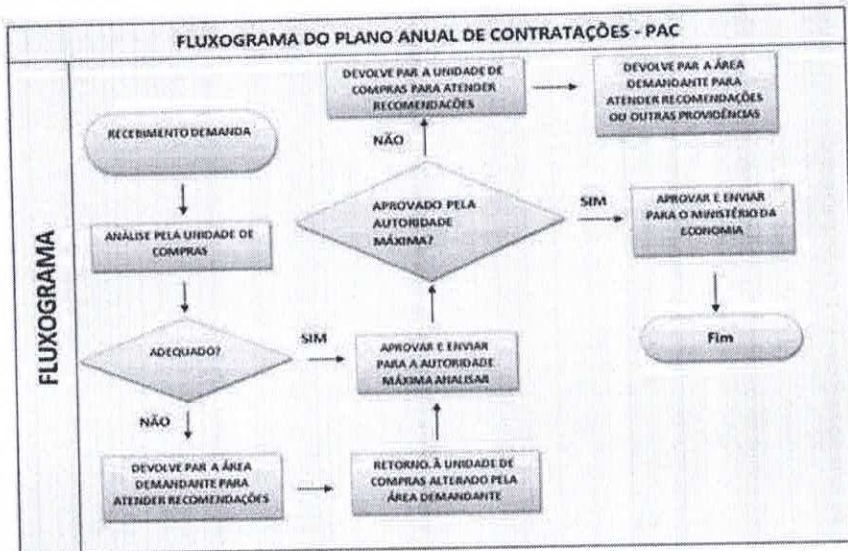 FLUXOGRAMA DO PLANO ANUAL DE CONTRATAÇÕES - PAC
FLUXOGRAMA
RECEBIMENTO DEMANDA
ANÁLISE PELA UNIDADE DE
COMPRAS
ADEQUADO?
SIM
NÃO
DEVOLVE PAR A ÁREA
DEMANDANTE PARA
ATENDER RECOMENDAÇÕES
RETORNO. À UNIDADE DE
COMPRAS ALTERADO PELA
ÁREA DEMANDANTE
APROVAR E ENVIAR
PARA A AUTORIDADE
MÁXIMA ANALISAR
APROVADO PELA
AUTORIDADE
MÁXIMA?
NÃO
DEVOLVE PAR A UNIDADE DE
COMPRAS PARA ATENDER
RECOMENDACÕES
DEVOLVE PAR A ÁREA
DEMANDANTE PARA
ATENDER RECOMENDAÇÕES
OU OUTRAS PROVIDÊNCIAS
SIM
APROVAR E ENVIAR
PARA O MINISTÉRIO DA
ECONOMIA
Fim